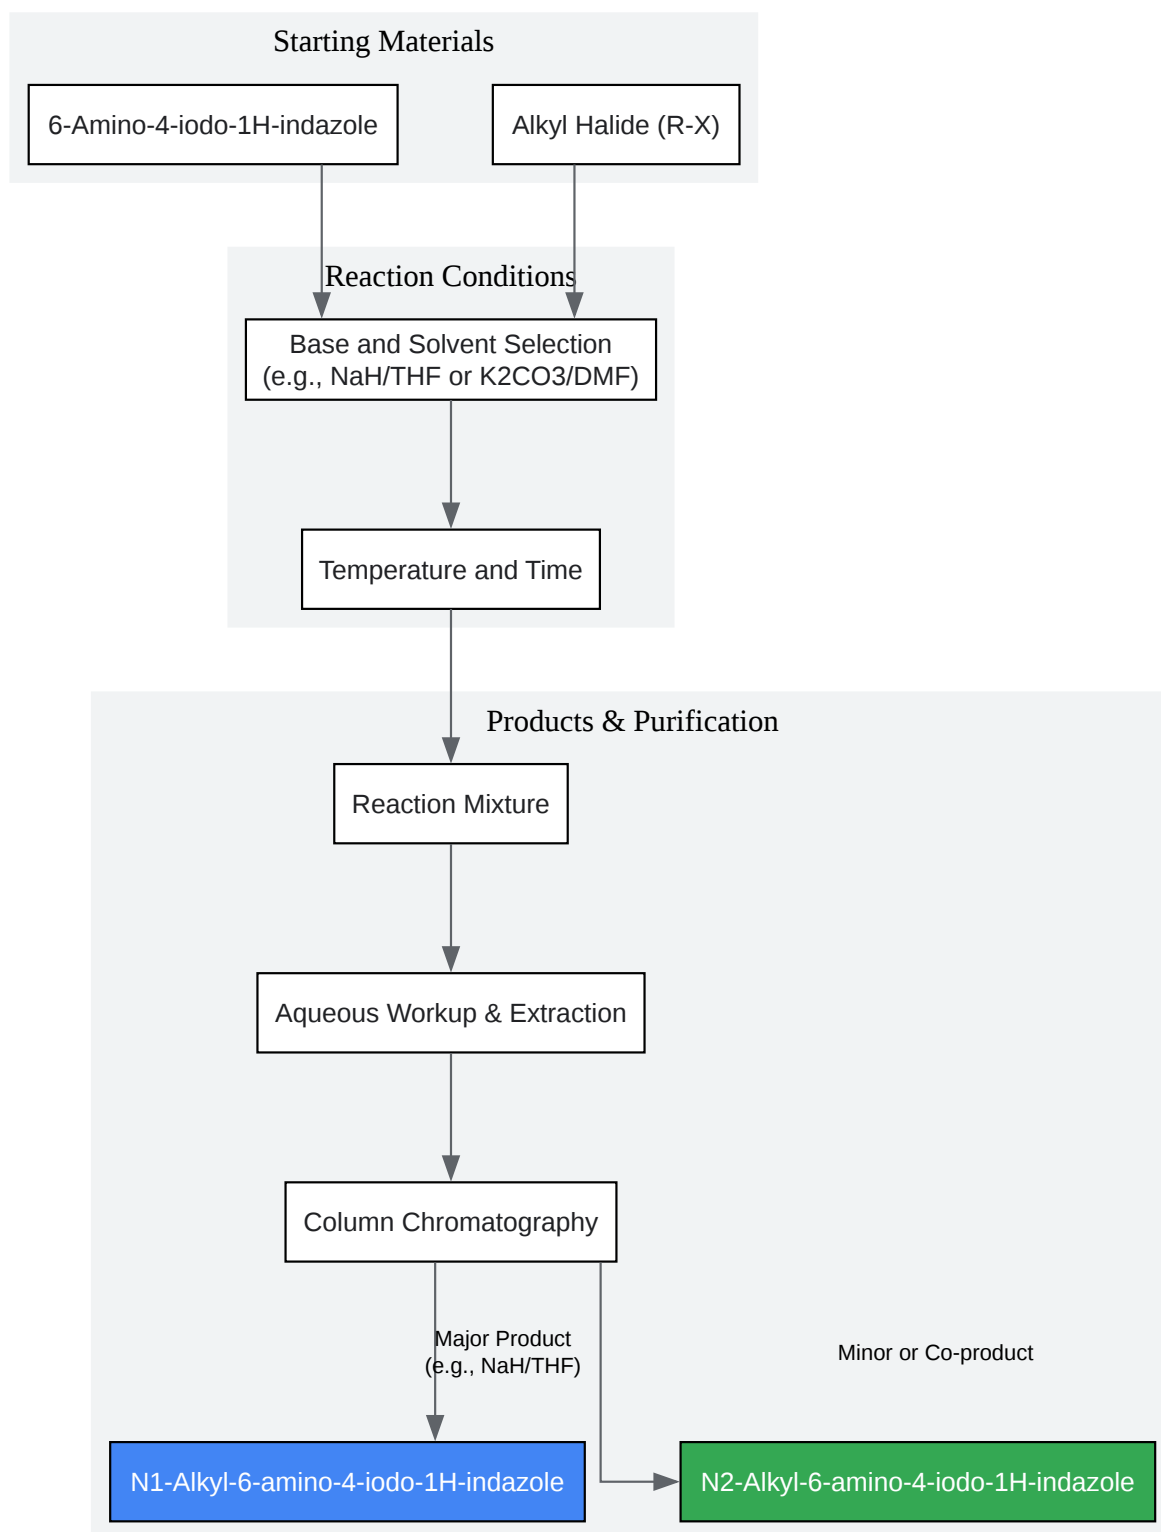 Starting Materials
6-Amino-4-iodo-1H-indazole
Alkyl Halide (R-X)
Reaction Conditions
Base and Solvent Selection
(e.g., NaH/THF or K2CO3/DMF)
Temperature and Time
Products & Purification
Reaction Mixture
Aqueous Workup & Extraction
Column Chromatography
Major Product
(e.g., NaH/THF)
Minor or Co-product
N1-Alkyl-6-amino-4-iodo-1H-indazole
N2-Alkyl-6-amino-4-iodo-1H-indazole